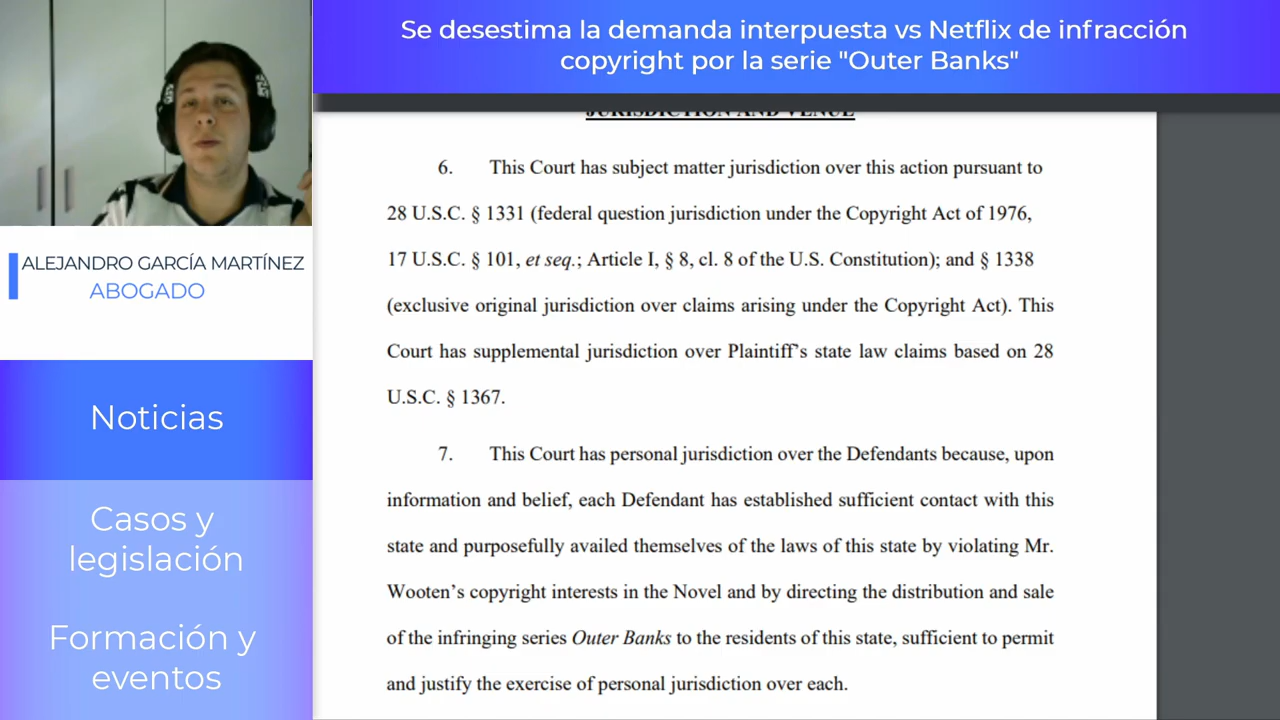 Se desestima la demanda interpuesta vs Netflix de infracción
copyright por la serie "Outer Banks"
ALEJANDRO GARCÍA MARTÍNEZ
ABOGADO
Noticias
Casos y
legislación
Formación y
eventos
JURISDICTION AND VENUE
6. This Court has subject matter jurisdiction over this action pursuant to
28 U.S.C. § 1331 (federal question jurisdiction under the Copyright Act of 1976,
17 U.S.C. § 101, et seq.; Article I, § 8, cl. 8 of the U.S. Constitution); and § 1338
(exclusive original jurisdiction over claims arising under the Copyright Act). This
Court has supplemental jurisdiction over Plaintiff’s state law claims based on 28
U.S.C. § 1367.
7. This Court has personal jurisdiction over the Defendants because, upon
information and belief, each Defendant has established sufficient contact with this
state and purposefully availed themselves of the laws of this state by violating Mr.
Wooten’s copyright interests in the Novel and by directing the distribution and sale
of the infringing series Outer Banks to the residents of this state, sufficient to permit
and justify the exercise of personal jurisdiction over each.